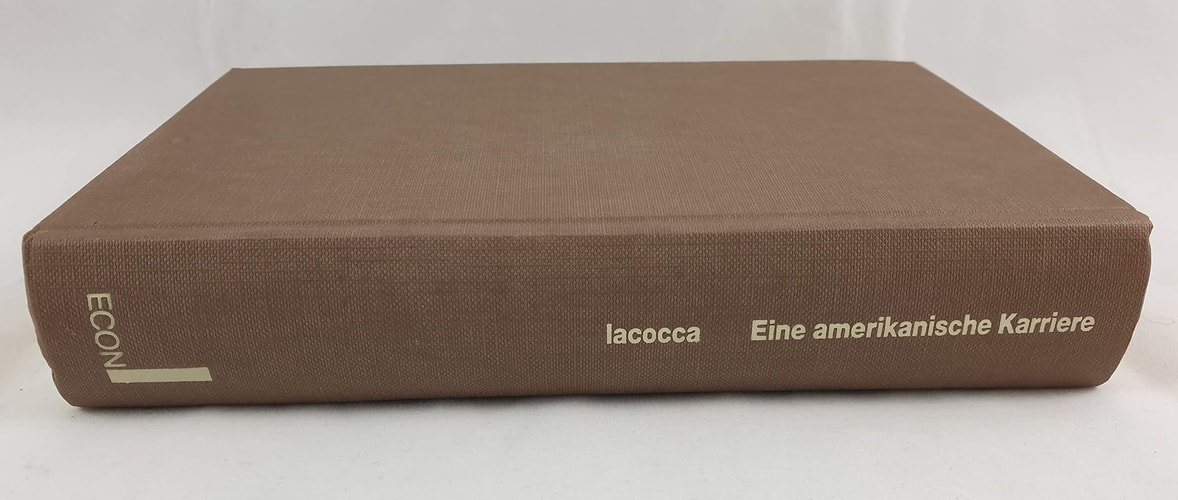 ECON
Iacocca
Eine amerikanische Karriere